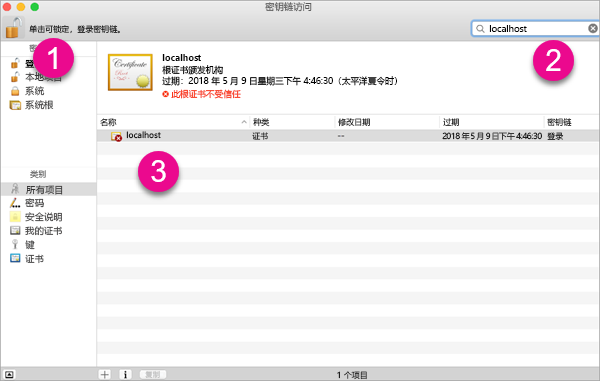 密钥链访问
单击可锁定，登录密钥链。
localhost
密
1
登
本地项目
系统
系统根
2
localhost
根证书颁发机构
过期：2018 年 5 月 9 日星期三下午 4:46:30（太平洋夏令时）
此根证书不受信任
名称 种类 修改日期 过期 密钥链
localhost 证书 -- 2018 年 5 月 9 日下午 4:46:30 登录
3
类别
所有项目
密码
安全说明
我的证书
键
证书
复制
1 个项目